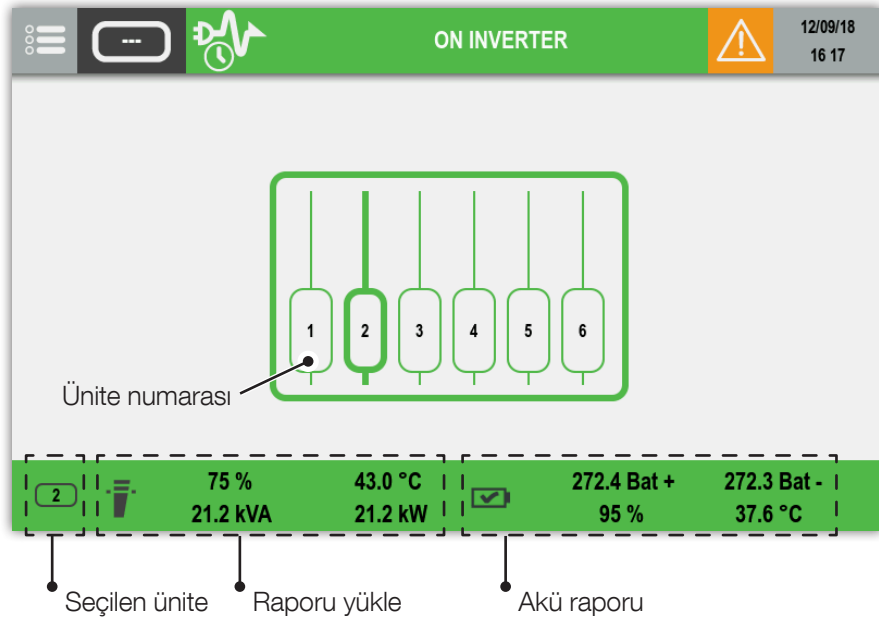 ---
ON INVERTER
12/09/18
16 17
1 2 3 4 5 6
Ünite numarası
2
75 % 43.0 °C
21.2 kVA 21.2 kW
272.4 Bat + 272.3 Bat -
95 % 37.6 °C
Seçilen ünite Raporu yükle Akü raporu